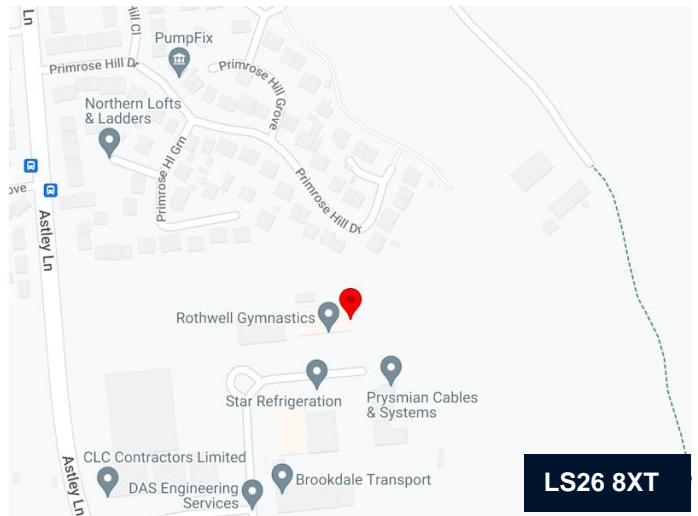 Ln
Hill Cl
PumpFix
Primrose Hill Dr
Primrose Hill Grove
Northern Lofts
& Ladders
Primrose Hl Grn
ove
Primrose Hill Dr
Astley Ln
Rothwell Gymnastics
Star Refrigeration
Prysmian Cables
& Systems
CLC Contractors Limited
Astley Ln
DAS Engineering
Services
Brookdale Transport
LS26 8XT